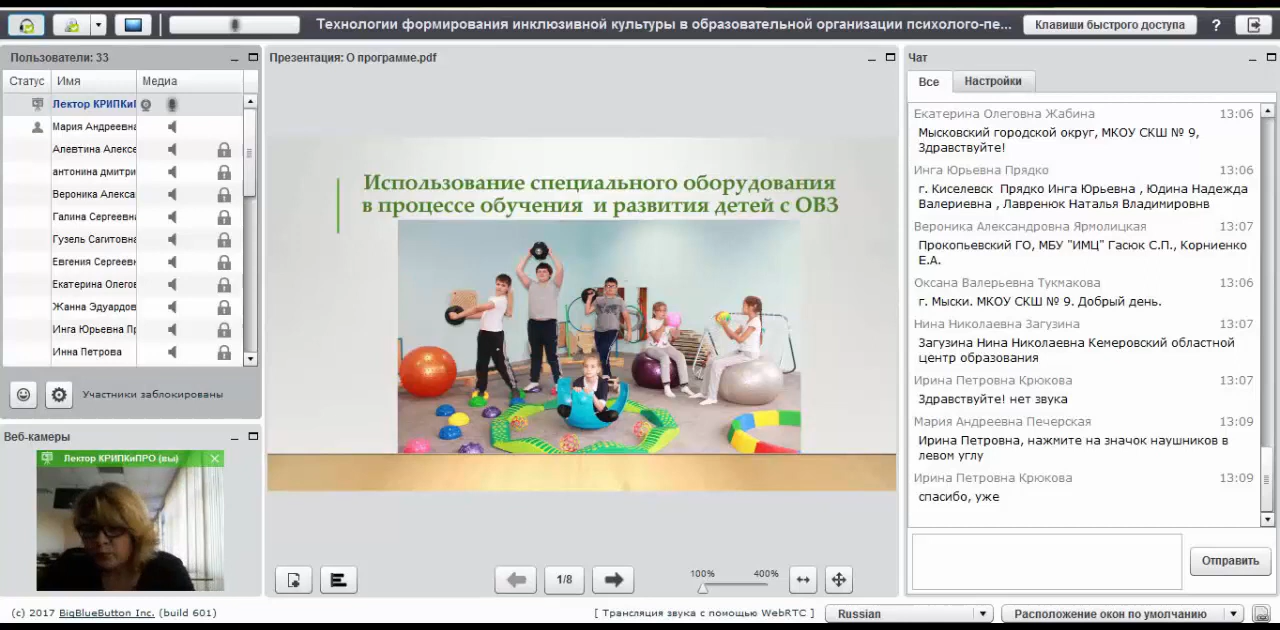 Технологии формирования инклюзивной культуры в образовательной организации психолого-пе...
Клавиши быстрого доступа
?
Пользователи: 33
Статус Имя Медиа
Лектор КРИПКиП
Мария Андреевна
Алевтина Алексе
антонина дмитри
Вероника Алекса
Галина Сергеевн
Гузель Сагитовна
Евгения Сергеев
Екатерина Олего
Жанна Эдуардов
Инга Юрьевна Пр
Инна Петрова
Участники заблокированы
Веб-камеры
Лектор КРИПКиПРО (вы)
Презентация: О программе.pdf
Использование специального оборудования
в процессе обучения и развития детей с ОВЗ
1/8
100% 400%
Чат
Все Настройки
Екатерина Олеговна Жабина 13:06
Мысковский городской округ, МКОУ СКШ № 9,
Здравствуйте!
Инга Юрьевна Прядко 13:06
г. Киселевск Прядко Инга Юрьевна , Юдина Надежда
Валериевна , Лавренюк Наталья Владимировнв
Вероника Александровна Ярмолицкая 13:07
Прокопьевский ГО, МБУ "ИМЦ" Гасюк С.П., Корниенко
Е.А.
Оксана Валерьевна Тукмакова 13:06
г. Мыски. МКОУ СКШ № 9. Добрый день.
Нина Николаевна Загузина 13:07
Загузина Нина Николаевна Кемеровский областной
центр образования
Ирина Петровна Крюкова 13:07
Здравствуйте! нет звука
Мария Андреевна Печерская 13:09
Ирина Петровна, нажмите на значок наушников в
левом углу
Ирина Петровна Крюкова 13:09
спасибо, уже
Отправить
(c) 2017 BigBlueButton Inc. (build 601)
[ Трансляция звука с помощью WebRTC ]
Russian
Расположение окон по умолчанию